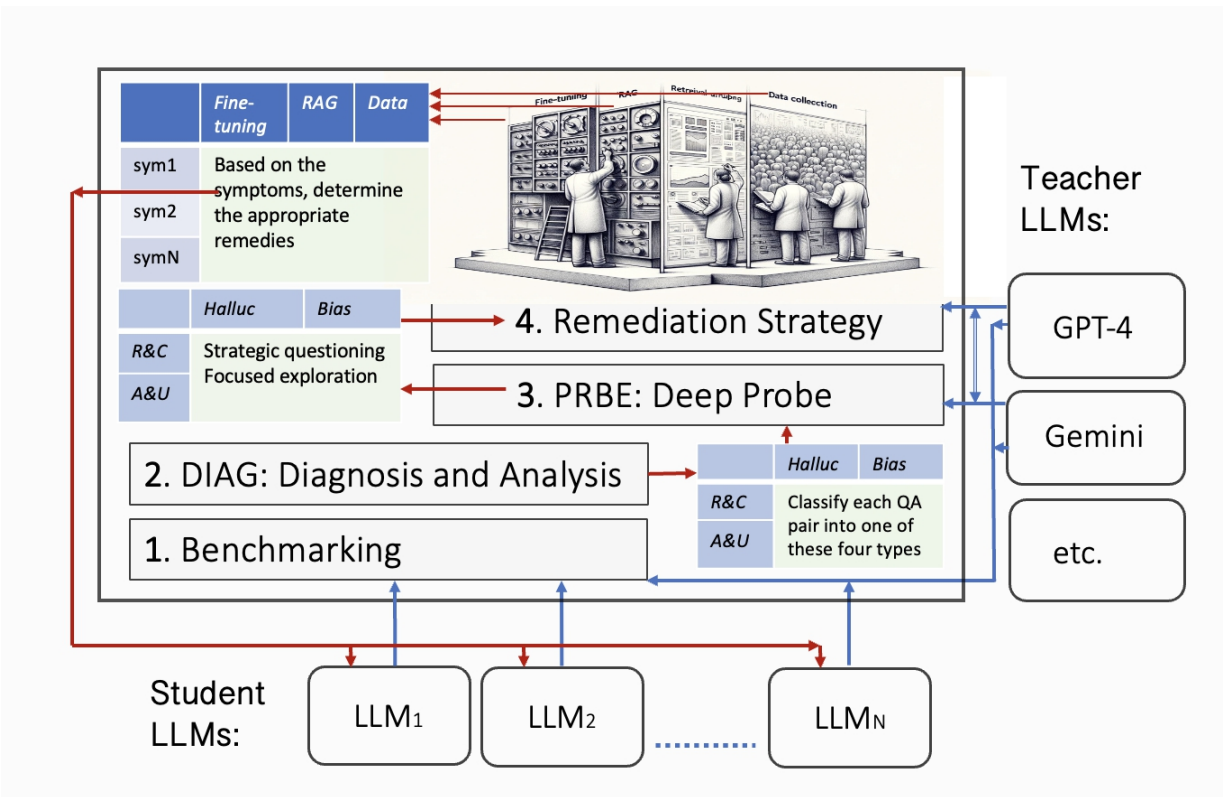 Fine-
tuning
RAG
Data
sym1
sym2
symN
Based on the
symptoms, determine
the appropriate
remedies
Fine-tuning
RAG
Data collection
Halluc
Bias
R&C
A&U
Strategic questioning
Focused exploration
4. Remediation Strategy
3. PRBE: Deep Probe
2. DIAG: Diagnosis and Analysis
1. Benchmarking
Halluc
Bias
R&C
A&U
Classify each QA
pair into one of
these four types
Teacher
LLMs:
GPT-4
Gemini
etc.
Student
LLMs:
LLM1
LLM2
LLMN